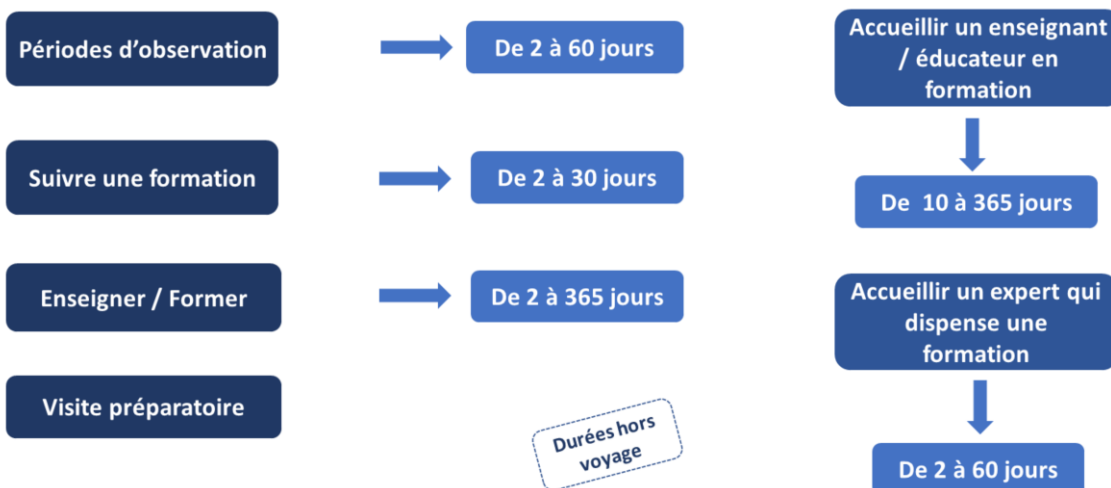 Périodes d'observation
De 2 à 60 jours
Suivre une formation
De 2 à 30 jours
Enseigner / Former
De 2 à 365 jours
Visite préparatoire
Durées hors
voyage
Accueillir un enseignant
/ éducateur en
formation
De 10 à 365 jours
Accueillir un expert qui
dispense une
formation
De 2 à 60 jours